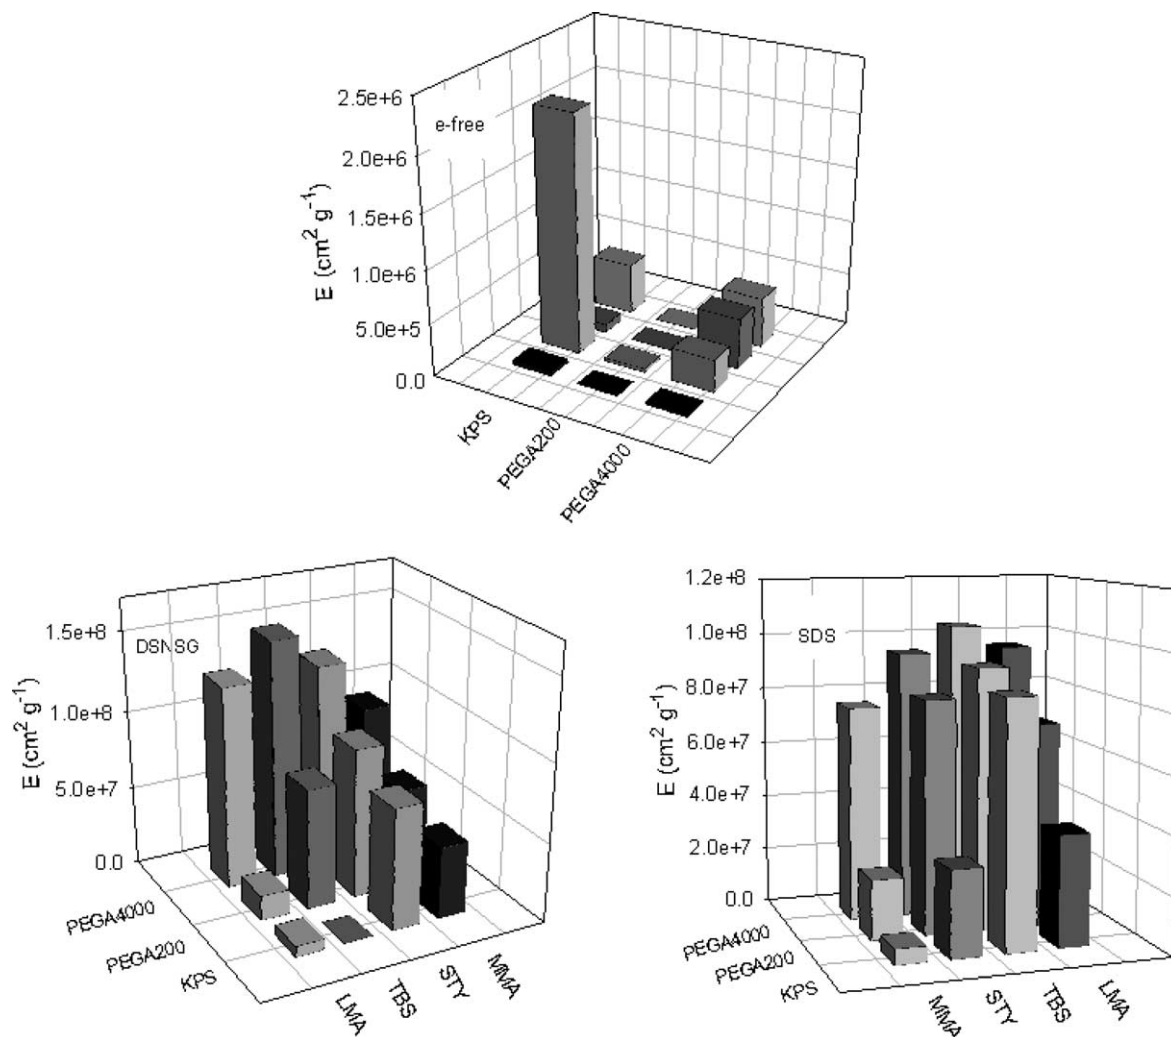 2.5e+6
e-free
2.0e+6
1.5e+6
1.0e+6
5.0e+5
0.0
E (cm² g⁻¹)
KPS
PEGA200
PEGA4000
1.5e+8
DSNSG
1.0e+8
5.0e+7
0.0
E (cm² g⁻¹)
PEGA4000
PEGA200
KPS
LMA
TBS
STY
MMA
1.2e+8
1.0e+8
SDS
8.0e+7
6.0e+7
4.0e+7
2.0e+7
0.0
E (cm² g⁻¹)
PEGA4000
PEGA200
KPS
MMA
STY
TBS
LMA